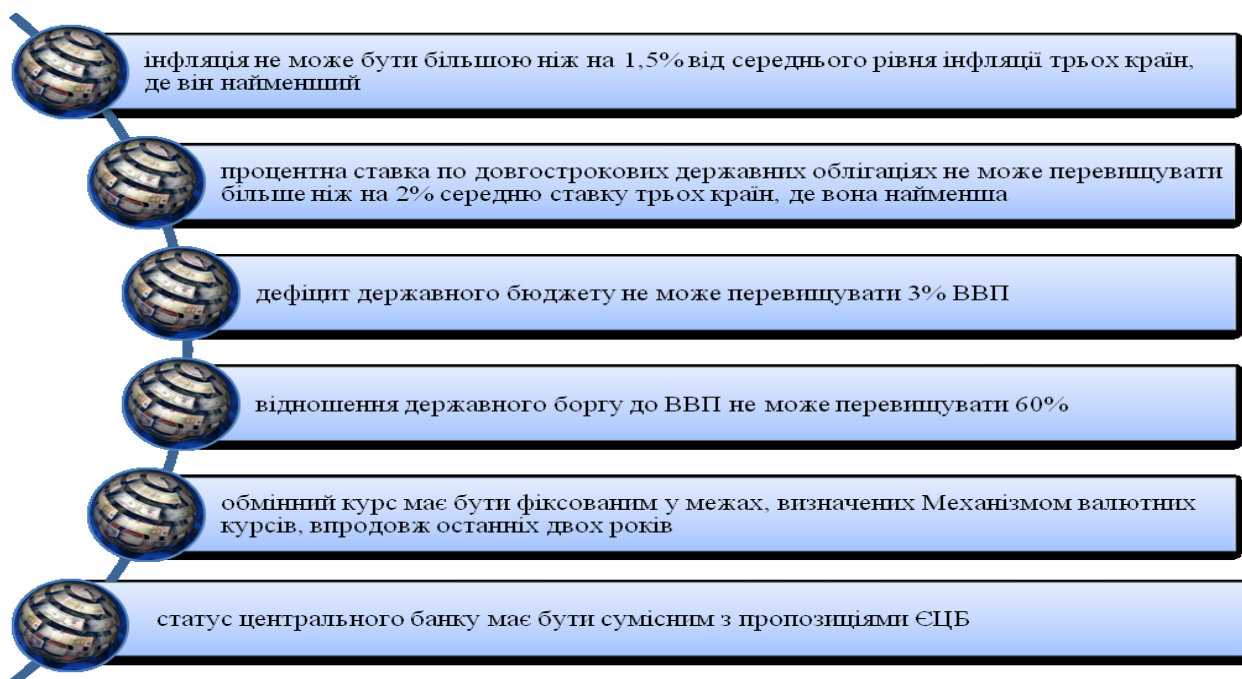 інфляція не може бути більшою ніж на 1,5% від середнього рівня інфляції трьох країн,
де він найменший
процентна ставка по довгострокових державних облігаціях не може перевищувати
більше ніж на 2% середню ставку трьох країн, де вона найменша
дефіцит державного бюджету не може перевищувати 3% ВВП
відношення державного боргу до ВВП не може перевищувати 60%
обмінний курс має бути фіксованим у межах, визначених Механізмом валютних
курсів, впродовж останніх двох років
статус центрального банку має бути сумісним з пропозиціями ЄЦБ